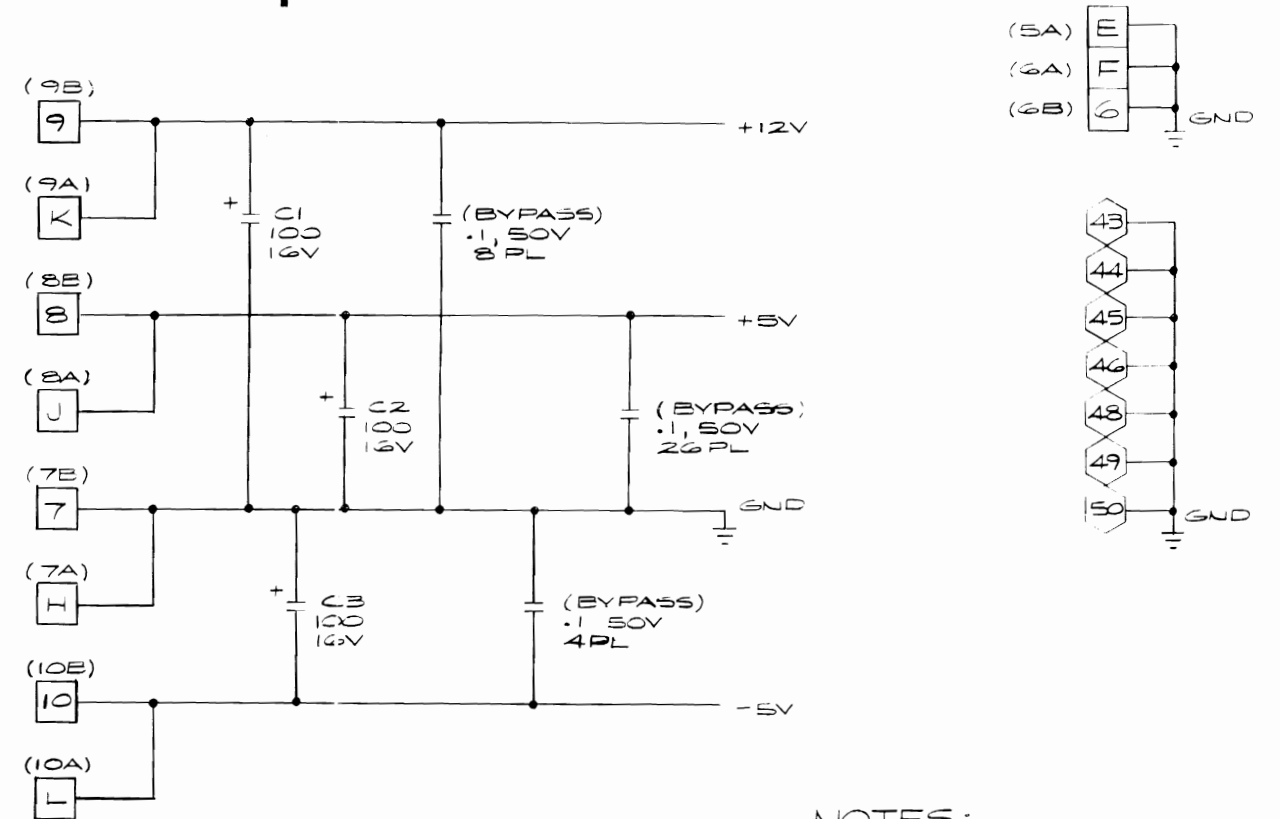 (9B)
9
+12V
(9A)
K
+ C1
100
16V
(BYPASS)
.1, 50V
8 PL
(8B)
8
+5V
(8A)
J
+ C2
100
16V
(BYPASS)
.1, 50V
26 PL
(7B)
7
GND
(7A)
H
+ C3
100
16V
(BYPASS)
.1 50V
4 PL
(10B)
10
-5V
(10A)
L
(5A) E
(6A) F
(6B) 6
GND
43
44
45
46
48
49
50
GND
NOTES: